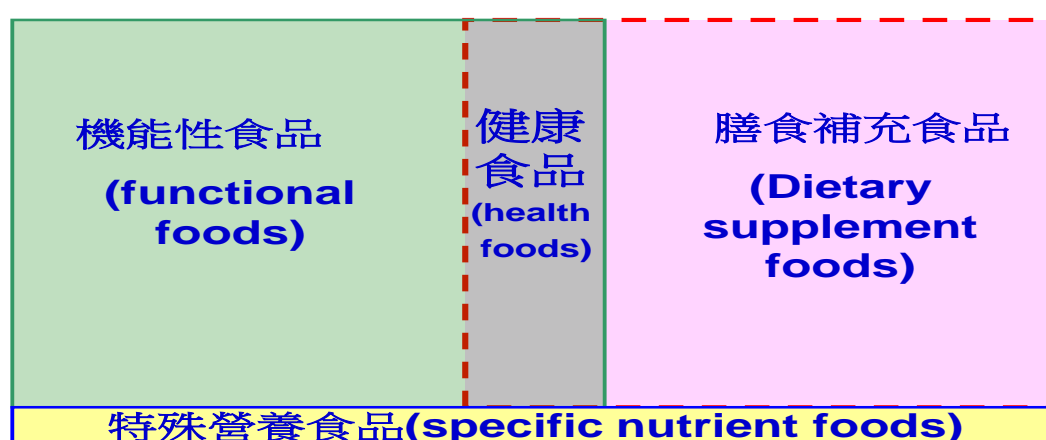 機能性食品
(functional
foods)
健康
食品
(health
foods)
膳食補充食品
(Dietary
supplement
foods)
特殊營養食品(specific nutrient foods)